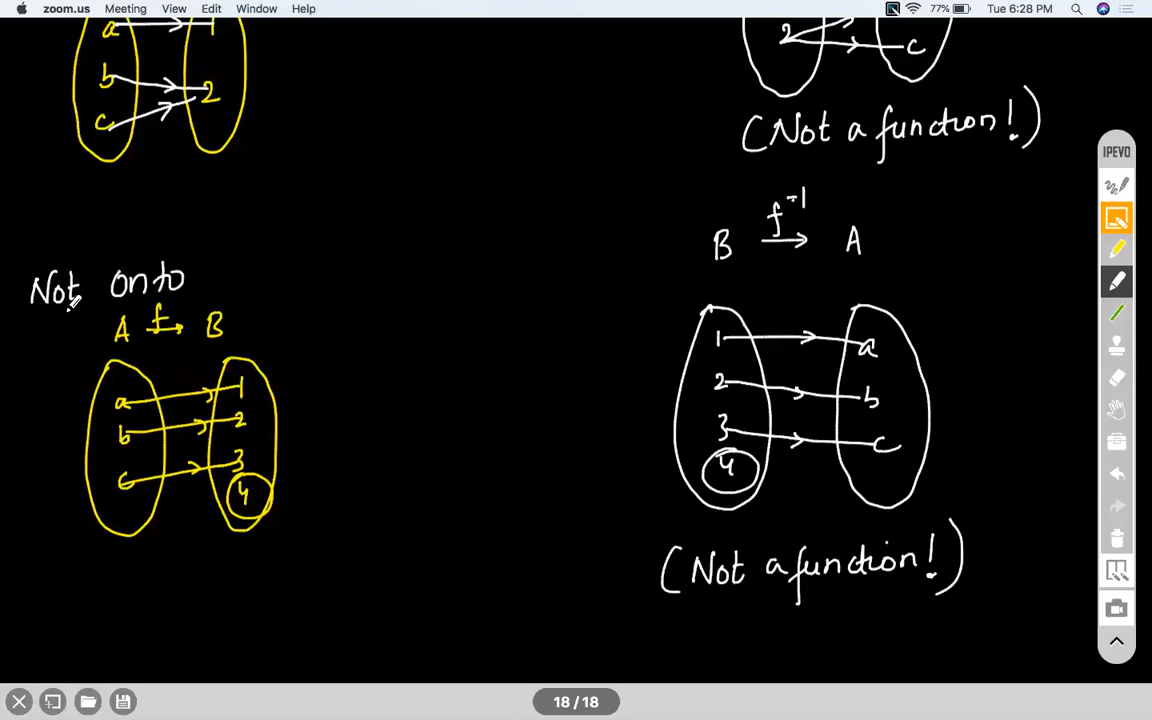 zoom.us Meeting View Edit Window Help 77% Tue 6:28 PM
a 1
b 2
c
2 c
(Not a function!)
B f⁻¹ → A
Not onto
A f → B
1 a
2 b
3 c
4
a 1
b 2
c 3
4
(Not a function!)
IPEVO
18 / 18